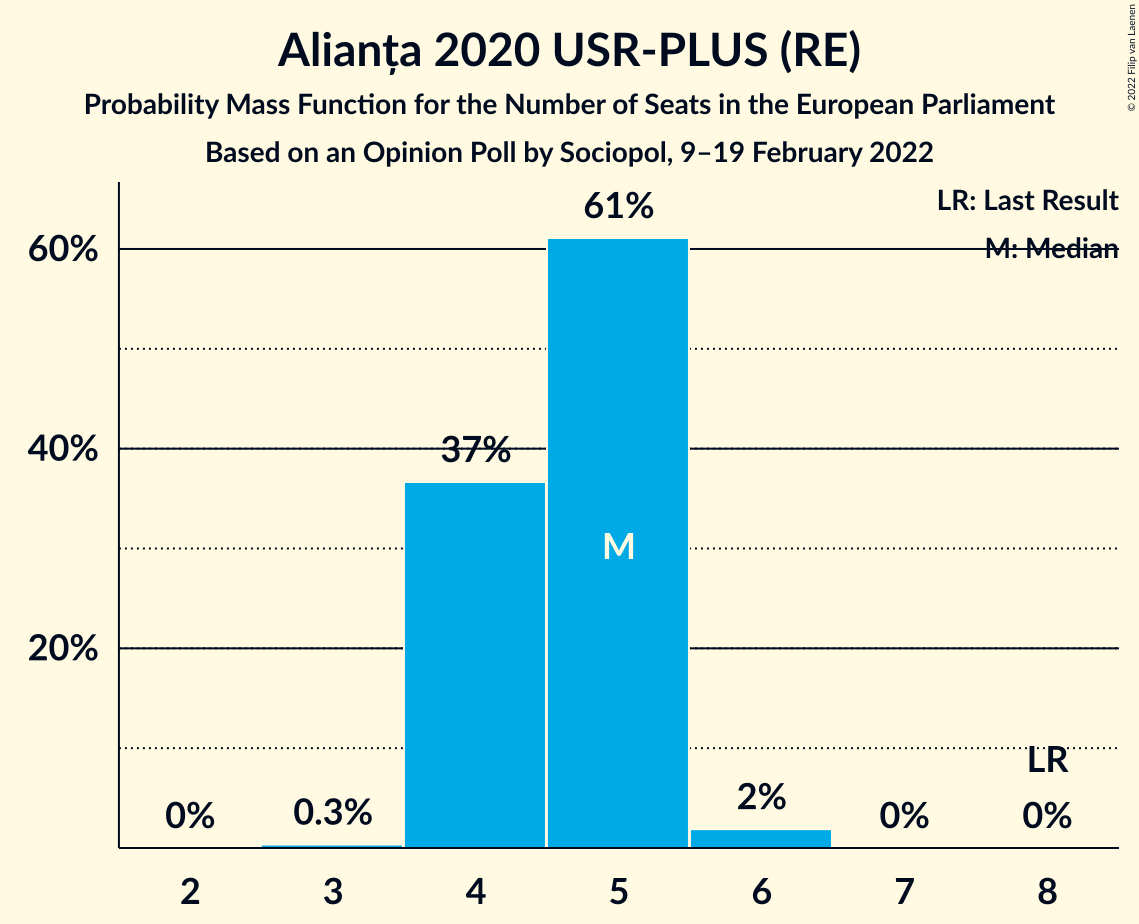 Alianța 2020 USR-PLUS (RE)
Probability Mass Function for the Number of Seats in the European Parliament
Based on an Opinion Poll by Sociopol, 9–19 February 2022
© 2022 Filip van Laenen
LR: Last Result
M: Median
61%
60%
40%
37%
M
20%
LR
0%
0.3%
2%
0%
0%
2
3
4
5
6
7
8